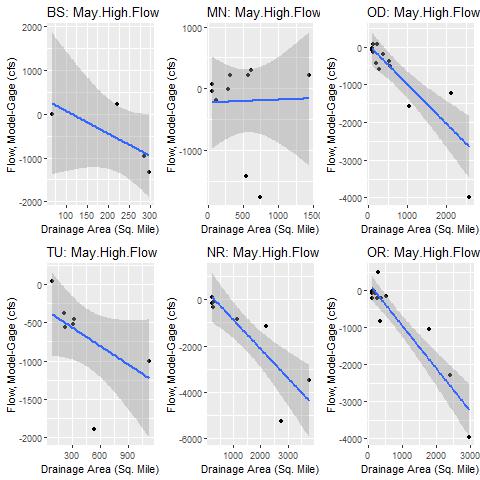 BS: May.High.Flow MN: May.High.Flow OD: May.High.Flow
Flow, Model-Gage (cfs) Flow, Model-Gage (cfs) Flow, Model-Gage (cfs)
2000 1000 0
1000 0 -1000
0 -1000 -2000
-1000 -3000
-2000 -4000
100 150 200 250 300 0 500 1000 1500 1000 2000
Drainage Area (Sq. Mile) Drainage Area (Sq. Mile) Drainage Area (Sq. Mile)
TU: May.High.Flow NR: May.High.Flow OR: May.High.Flow
Flow, Model-Gage (cfs) Flow, Model-Gage (cfs) Flow, Model-Gage (cfs)
0 0 0
-500 -2000 -1000
-1000 -4000 -2000
-1500 -6000 -3000
-2000 -4000
300 600 900 1000 2000 3000 0 1000 2000 3000
Drainage Area (Sq. Mile) Drainage Area (Sq. Mile) Drainage Area (Sq. Mile)